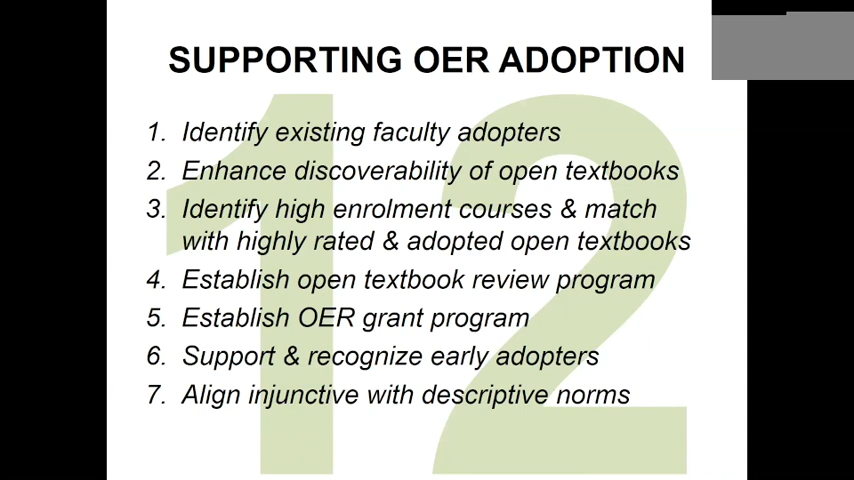 SUPPORTING OER ADOPTION
12
1. Identify existing faculty adopters
2. Enhance discoverability of open textbooks
3. Identify high enrolment courses & match
with highly rated & adopted open textbooks
4. Establish open textbook review program
5. Establish OER grant program
6. Support & recognize early adopters
7. Align injunctive with descriptive norms